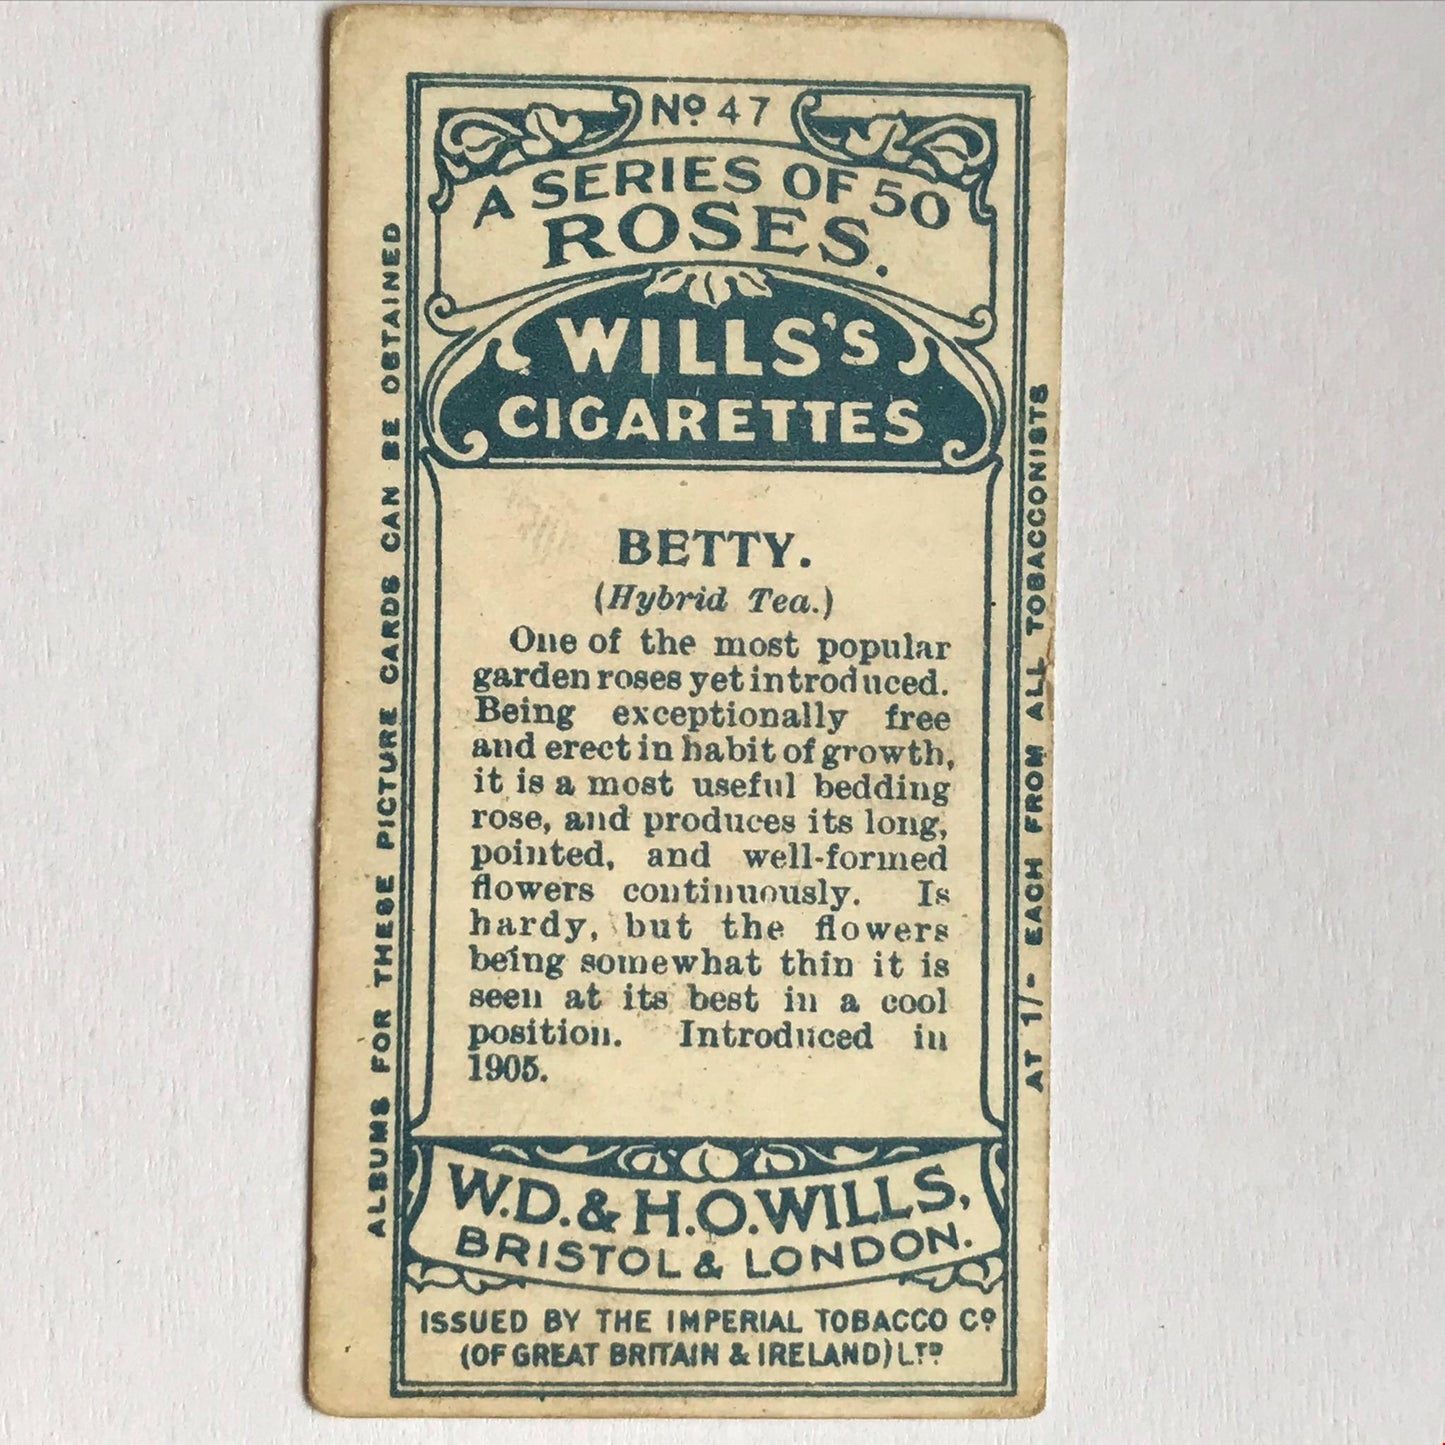 No. 47
A SERIES OF 50
ROSES.
WILLS'S
CIGARETTES
BETTY.
(Hybrid Tea.)
One of the most popular
garden roses yet introduced.
Being exceptionally free
and erect in habit of growth,
it is a most useful bedding
rose, and produces its long,
pointed, and well-formed
flowers continuously. Is
hardy, but the flowers
being somewhat thin it is
seen at its best in a cool
position. Introduced in
1905.
W.D. & H.O. WILLS,
BRISTOL & LONDON.
ISSUED BY THE IMPERIAL TOBACCO Co.
(OF GREAT BRITAIN & IRELAND) LTD.
ALBUMS FOR THESE PICTURE CARDS CAN BE OBTAINED
AT 1/- EACH FROM ALL TOBACCONISTS